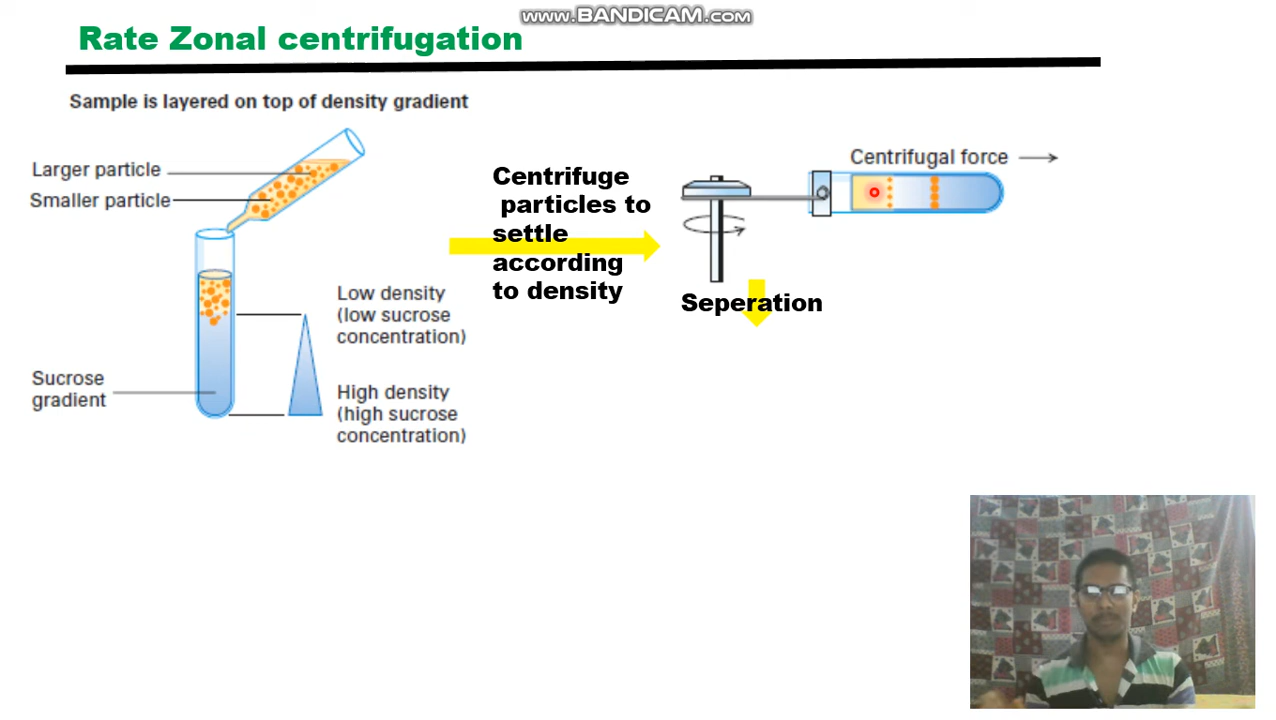 www.BANDICAM.com
Rate Zonal centrifugation
Sample is layered on top of density gradient
Larger particle
Smaller particle
Sucrose
gradient
Low density
(low sucrose
concentration)
High density
(high sucrose
concentration)
Centrifuge
particles to
settle
according
to density
Centrifugal force
Seperation